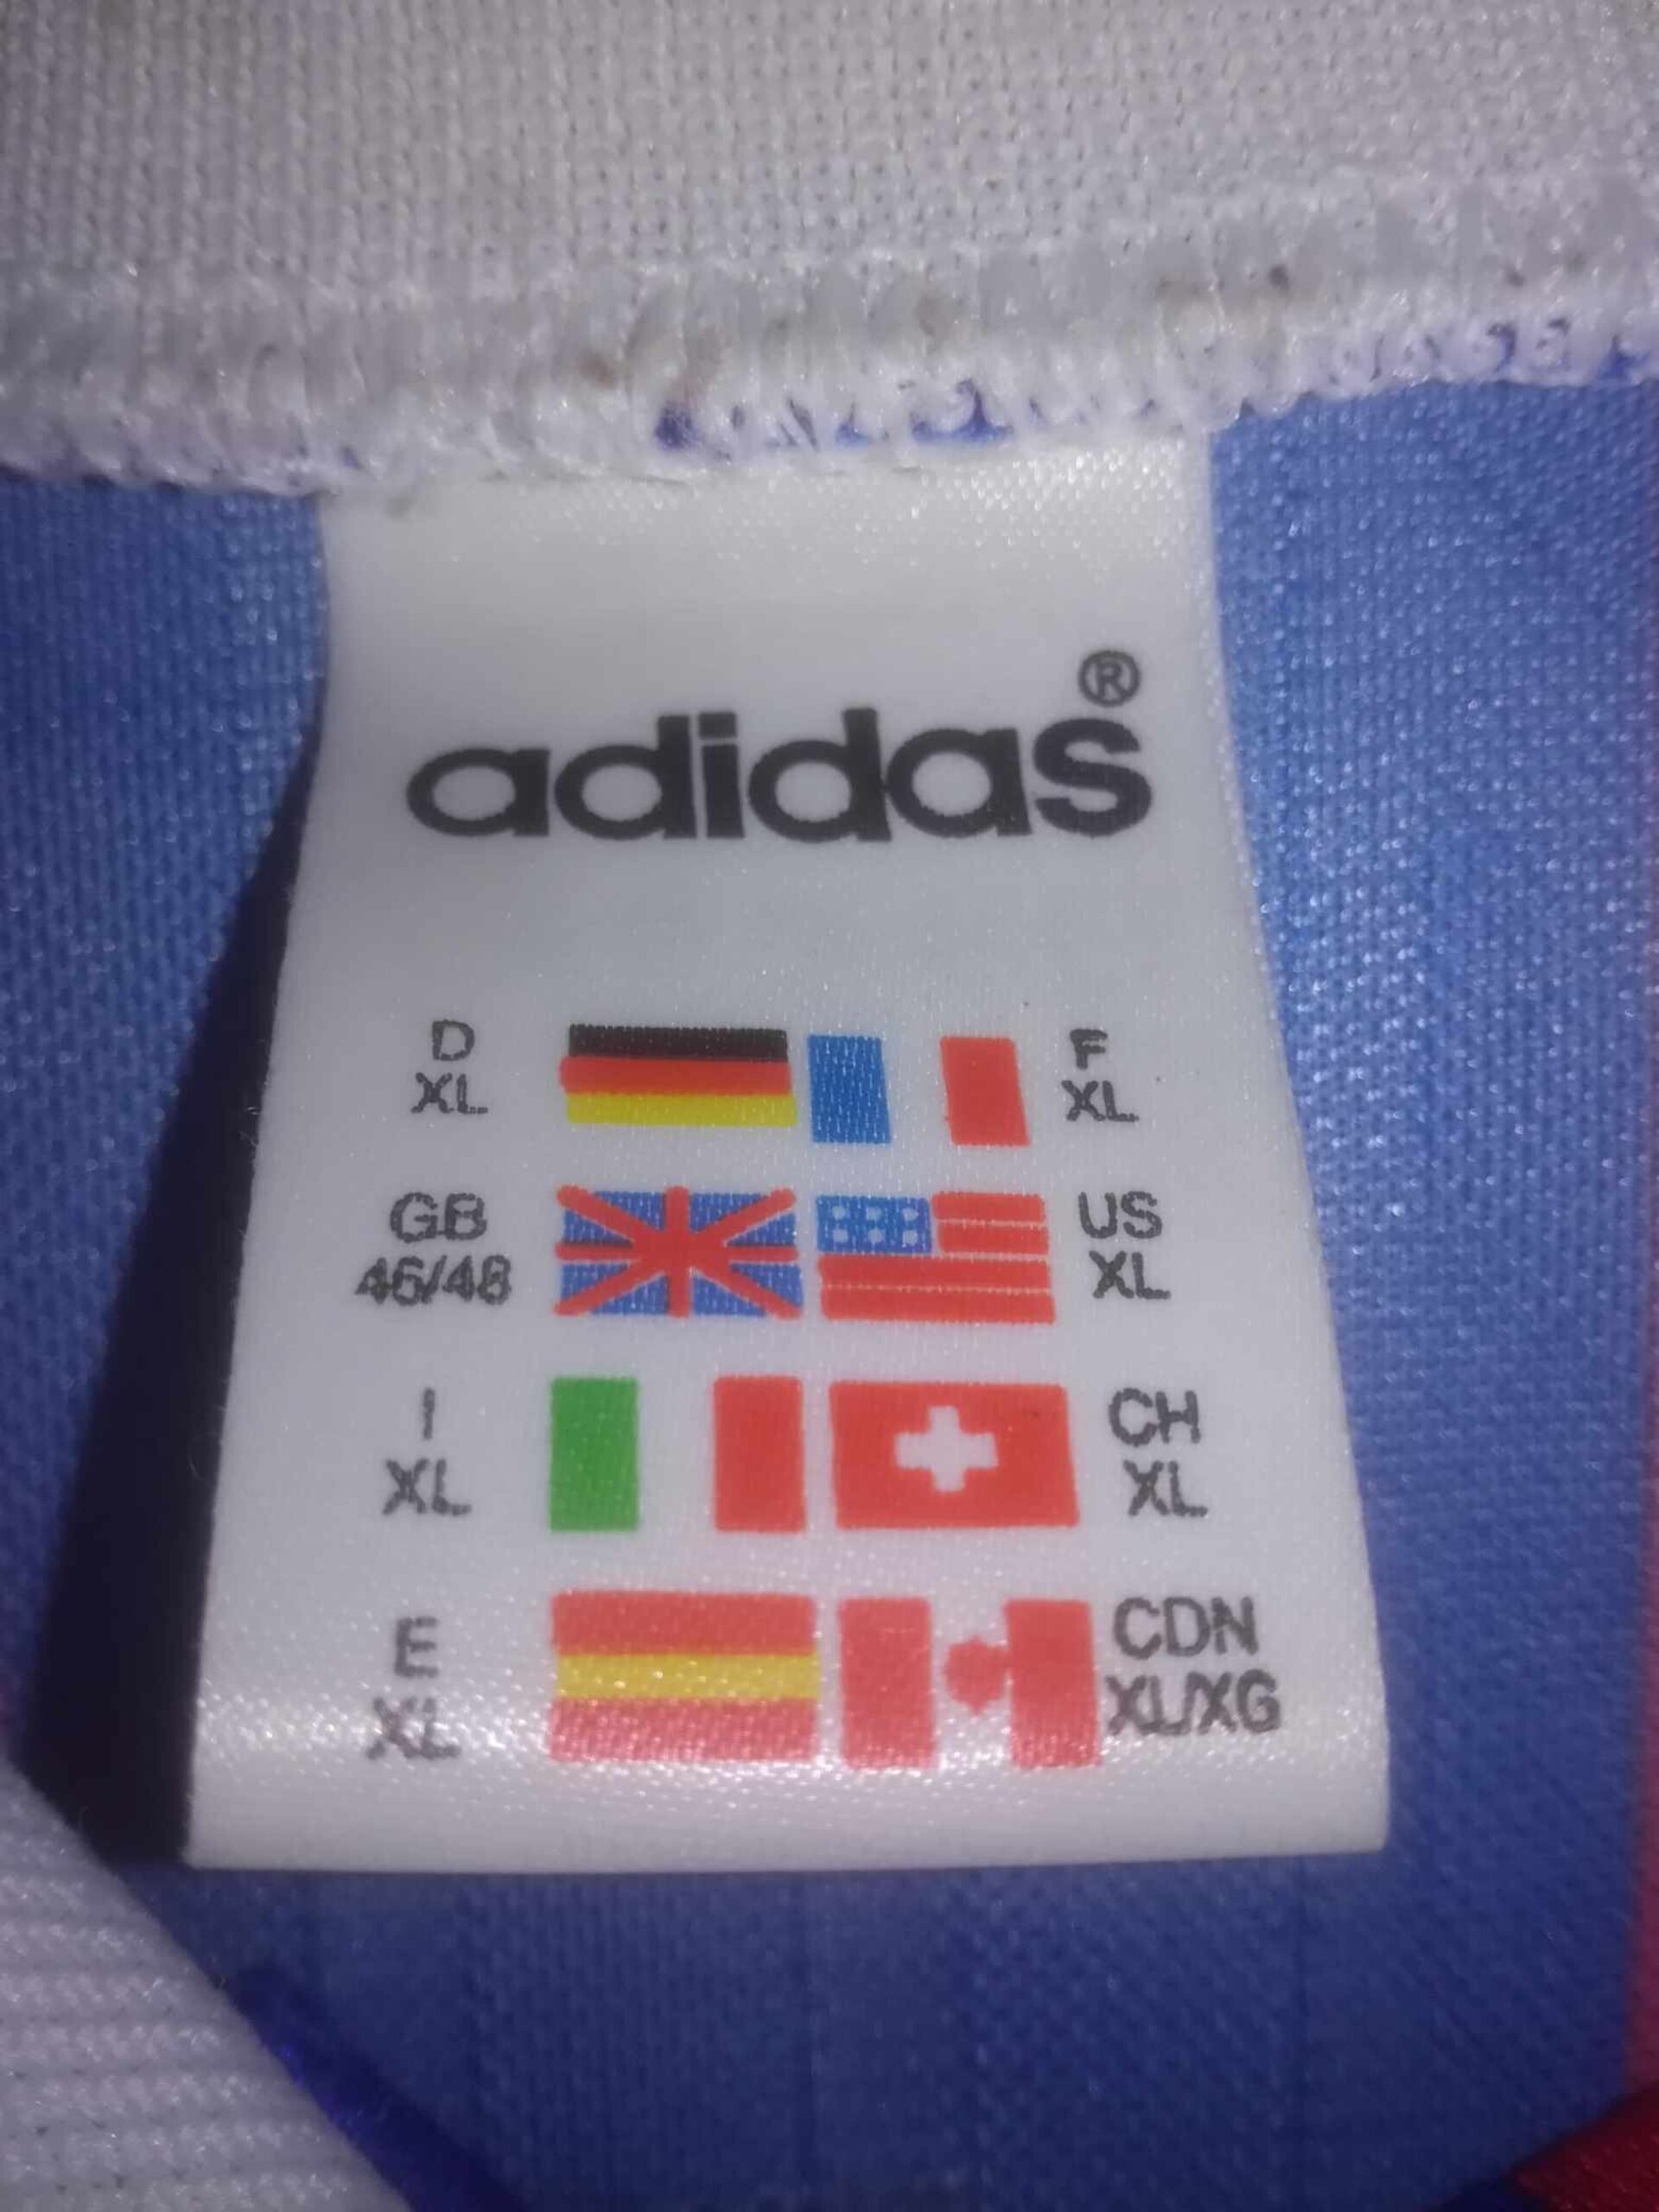 adidas®
D F
XL XL
GB US
46/48 XL
I CH
XL XL
E CDN
XL XL/XG